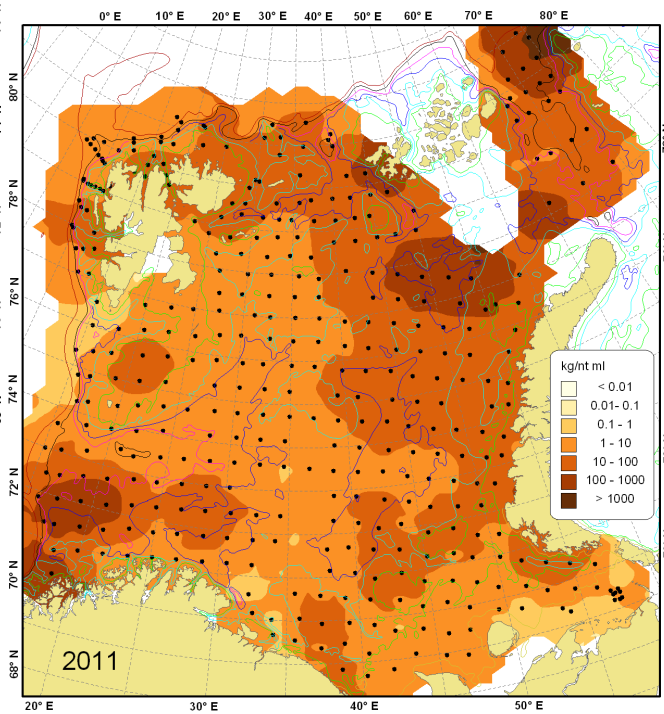 0° E 10° E 20° E 30° E 40° E 50° E 60° E 70° E 80° E
80° N
78° N
76° N
74° N
72° N
70° N
68° N
kg/nt ml
< 0.01
0.01- 0.1
0.1 - 1
1 - 10
10 - 100
100 - 1000
> 1000
2011
20° E 30° E 40° E 50° E